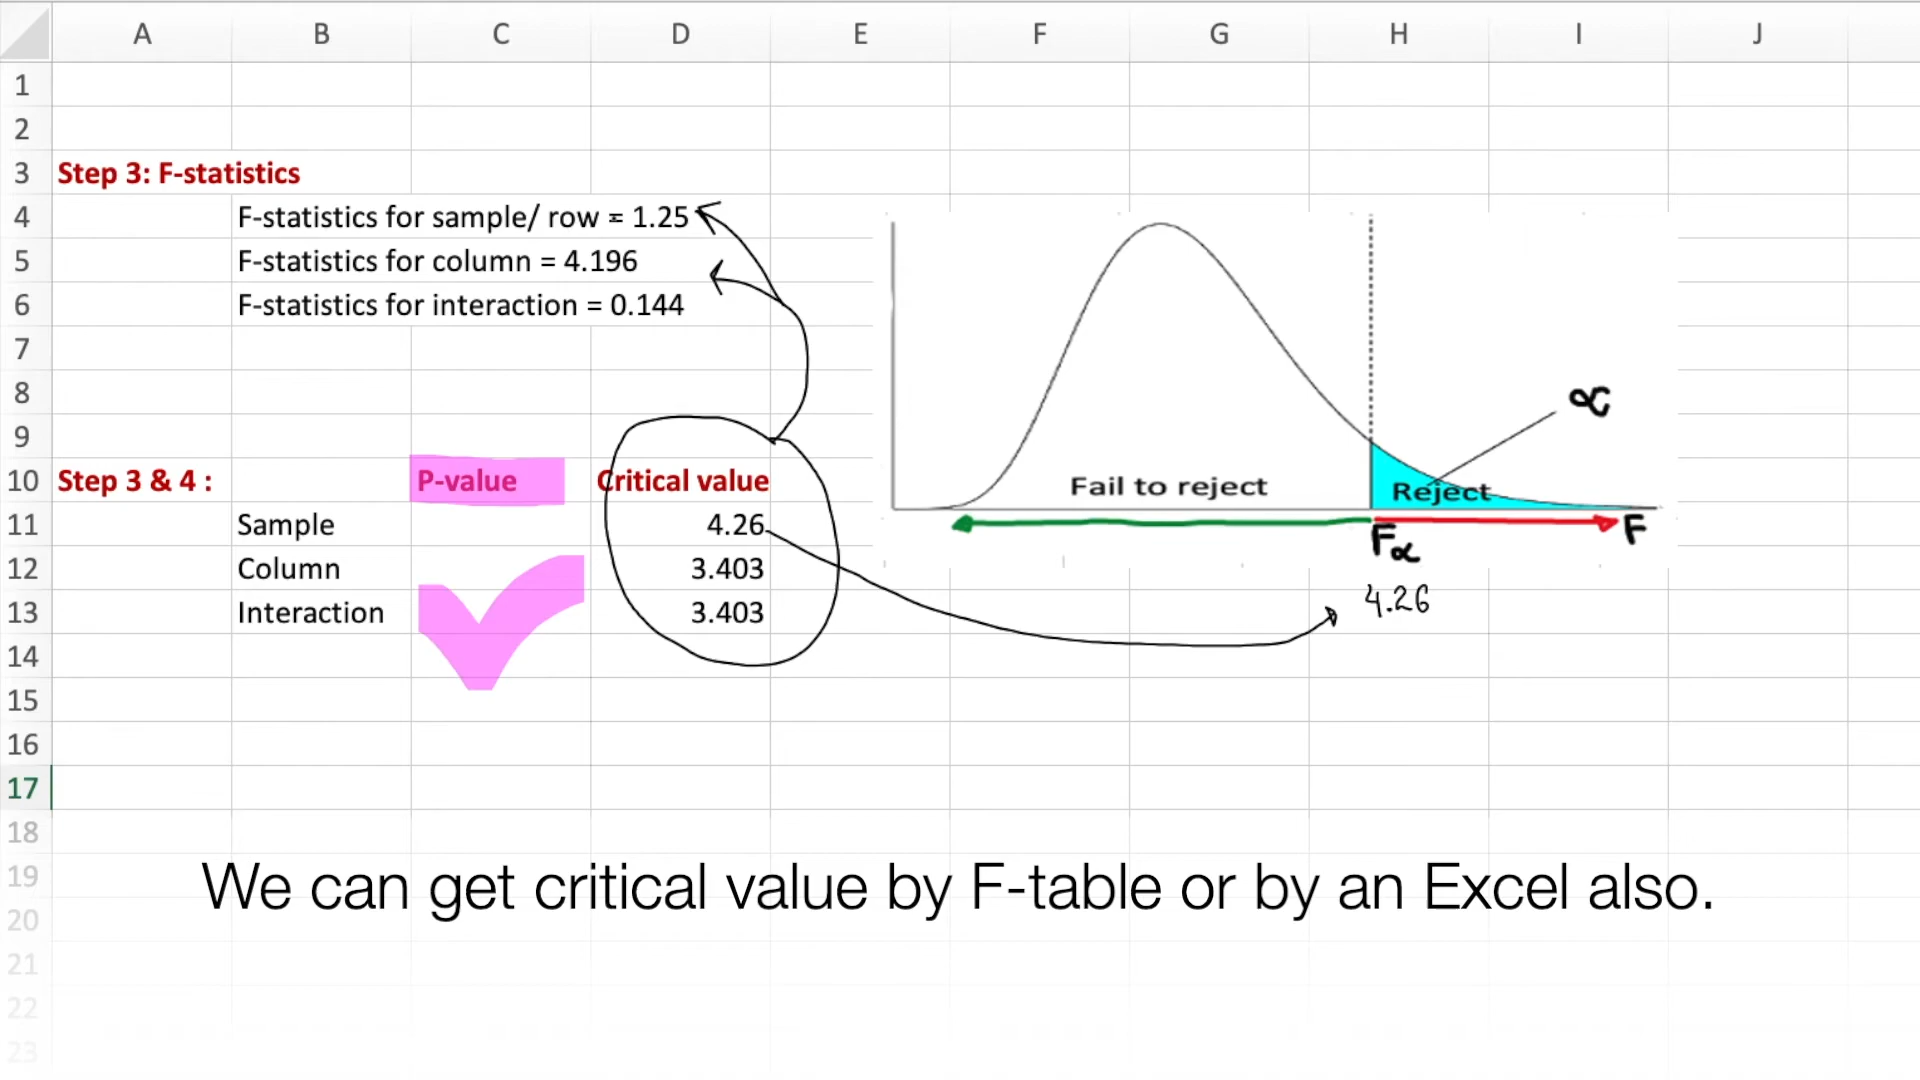 A B C D E F G H I J
1
2
3 Step 3: F-statistics
4 F-statistics for sample/ row = 1.25
5 F-statistics for column = 4.196
6 F-statistics for interaction = 0.144
7
8
∝
9
10 Step 3 & 4 : P-value Critical value
Fail to reject Reject
11 Sample 4.26
Fα F
12 Column 3.403
13 Interaction 3.403
4.26
14
15
16
17
18
19
We can get critical value by F-table or by an Excel also.
20
21
22
23